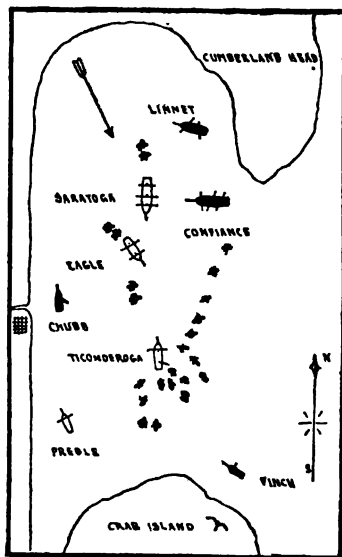 CUMBERLAND HEAD
LINNET
SARATOGA
CONFIANCE
EAGLE
CHUBB
TICONDEROGA
N
PREBLE
FINCH
S
CRAB ISLAND